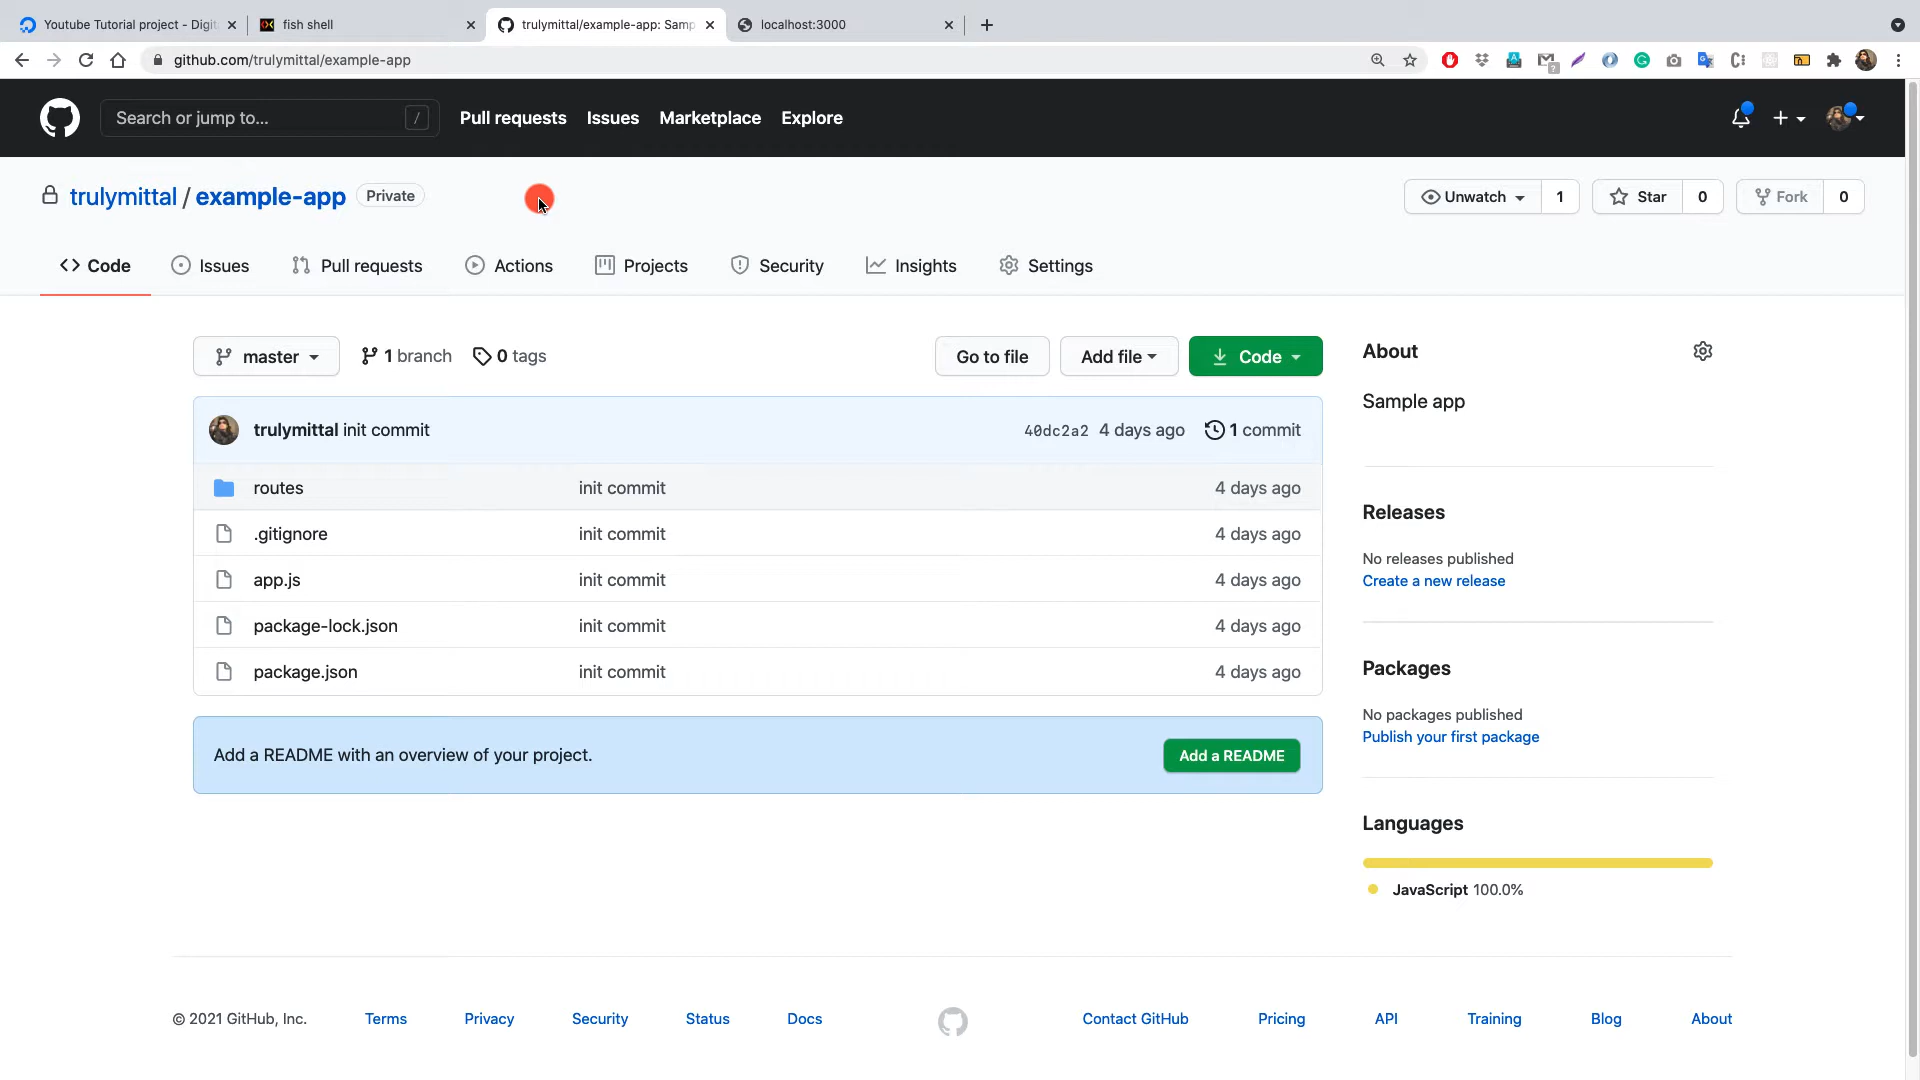 Youtube Tutorial project - Digit
fish shell
trulymittal/example-app: Samp
localhost:3000
github.com/trulymittal/example-app
Search or jump to...
/
Pull requests
Issues
Marketplace
Explore
trulymittal / example-app
Private
Unwatch
1
Star
0
Fork
0
Code
Issues
Pull requests
Actions
Projects
Security
Insights
Settings
master
1 branch
0 tags
Go to file
Add file
Code
trulymittal init commit
40dc2a2 4 days ago
1 commit
routes
init commit
4 days ago
.gitignore
init commit
4 days ago
app.js
init commit
4 days ago
package-lock.json
init commit
4 days ago
package.json
init commit
4 days ago
Add a README with an overview of your project.
Add a README
About
Sample app
Releases
No releases published
Create a new release
Packages
No packages published
Publish your first package
Languages
JavaScript 100.0%
© 2021 GitHub, Inc.
Terms
Privacy
Security
Status
Docs
Contact GitHub
Pricing
API
Training
Blog
About